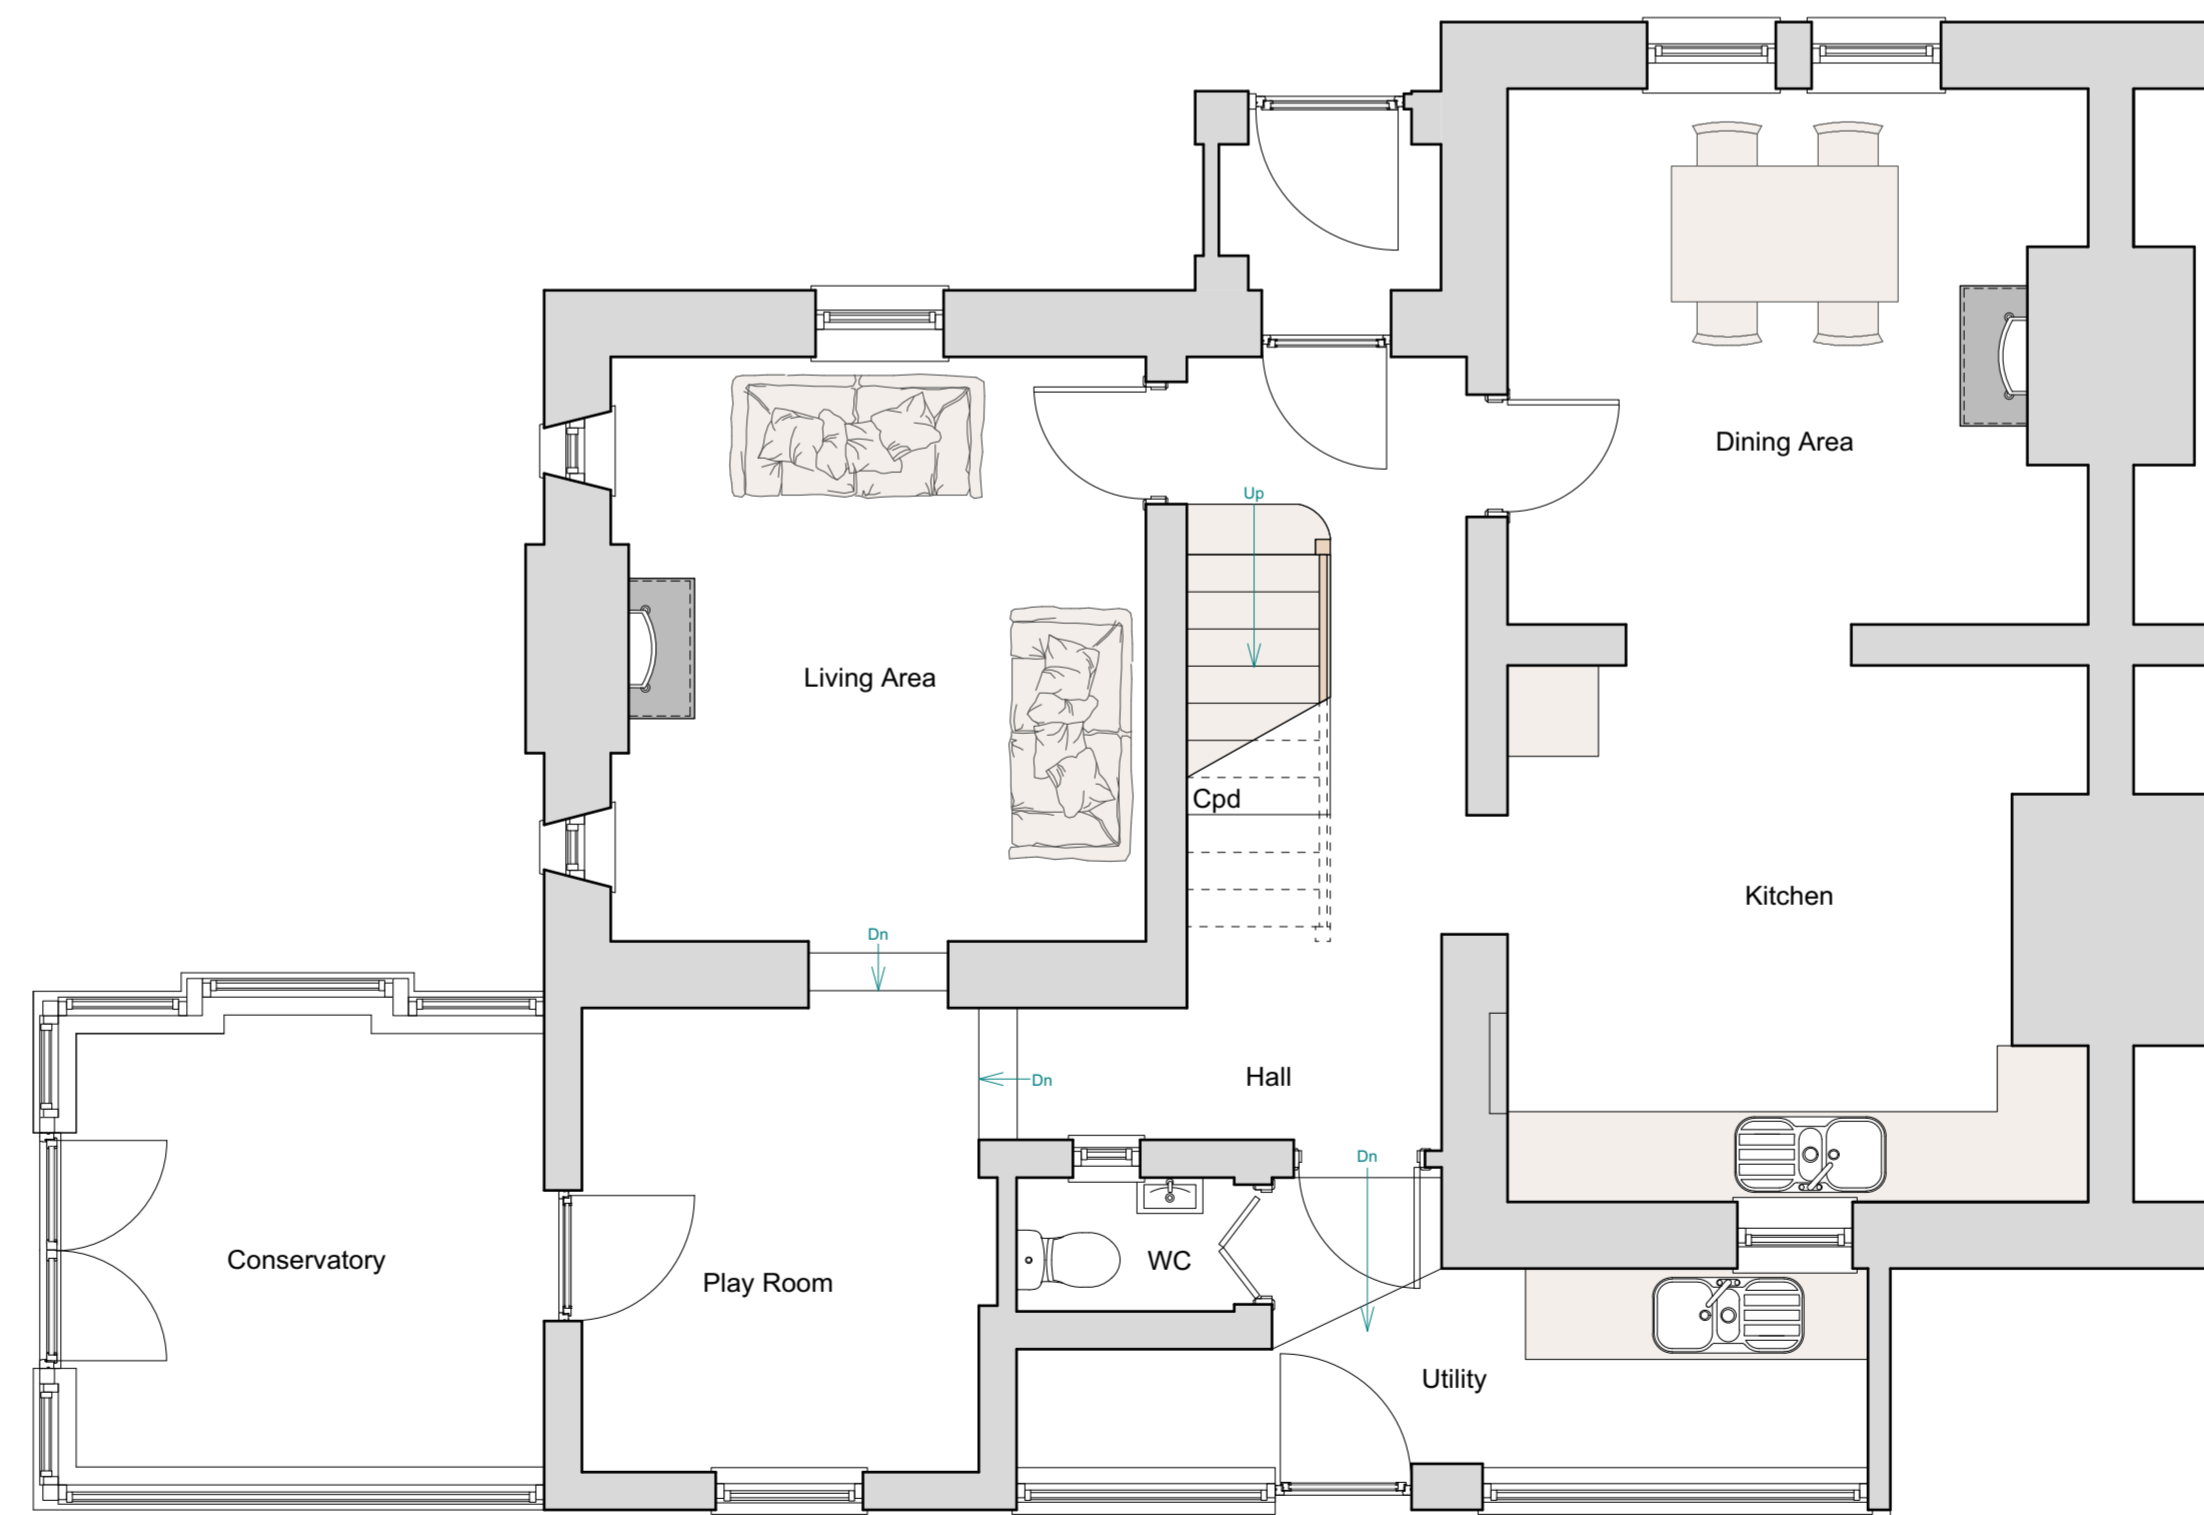 Dining Area
Up
Living Area
Cpd
Kitchen
Dn
Dn
Hall
Dn
Conservatory
Play Room
WC
Utility